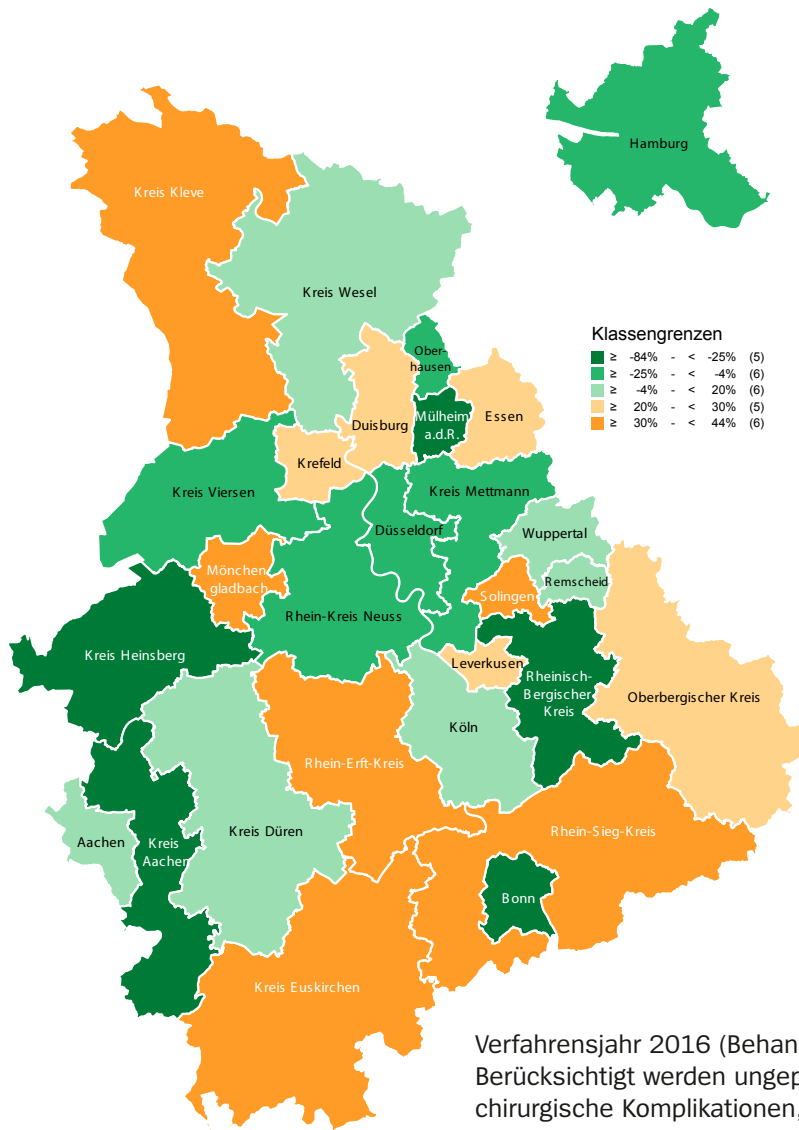 Hamburg
Kreis Kleve
Kreis Wesel
Klassengrenzen
≥ -84% - < -25% (5)
≥ -25% - < -4% (6)
≥ -4% - < 20% (6)
≥ 20% - < 30% (5)
≥ 30% - < 44% (6)
Ober-
hausen
Mülheim
a.d.R.
Essen
Duisburg
Krefeld
Kreis Viersen
Kreis Mettmann
Düsseldorf
Wuppertal
Mönchen
gladbach
Remscheid
Solingen
Rhein-Kreis Neuss
Kreis Heinsberg
Leverkusen
Rheinisch-
Bergischer
Kreis
Oberbergischer Kreis
Köln
Rhein-Erft-Kreis
Rhein-Sieg-Kreis
Aachen
Kreis
Aachen
Kreis Düren
Bonn
Kreis Euskirchen
Verfahrensjahr 2016 (Behan
Berücksichtigt werden ungep
chirurgische Komplikationen,